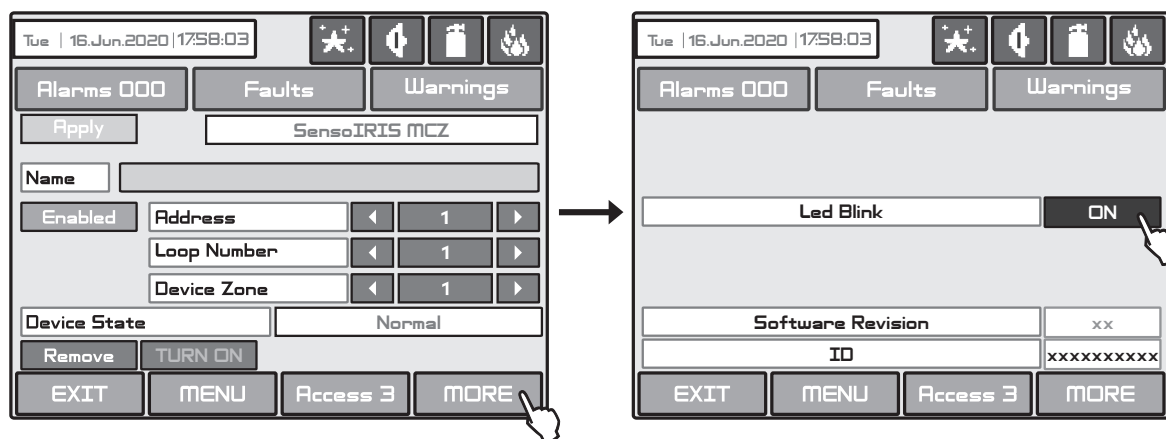 Tue | 16.Jun.2020 | 17:58:03
Alarms 000 Faults Warnings
Apply SensoIRIS MCZ
Name
Enabled Address 1
Loop Number 1
Device Zone 1
Device State Normal
Remove TURN ON
EXIT MENU Access 3 MORE
Tue | 16.Jun.2020 | 17:58:03
Alarms 000 Faults Warnings
Led Blink ON
Software Revision xx
ID xxxxxxxxxx
EXIT MENU Access 3 MORE